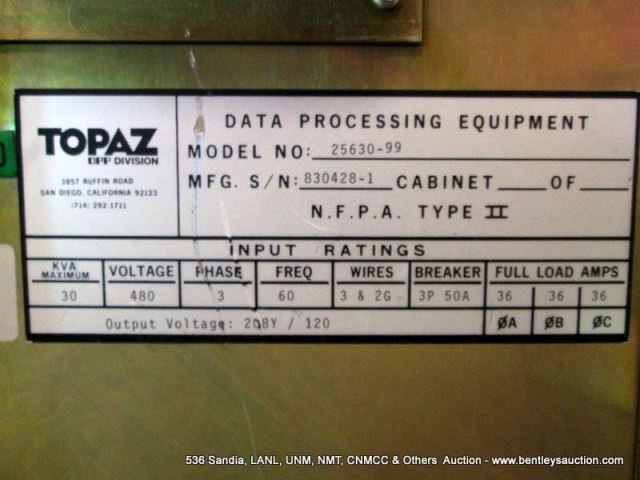 TOPAZ
DPP DIVISION
3857 RUFFIN ROAD
SAN DIEGO, CALIFORNIA 92123
(714) 292-1711
DATA PROCESSING EQUIPMENT
MODEL NO: 25630-99
MFG. S/N: 830428-1 CABINET OF
N.F.P.A. TYPE II
INPUT RATINGS
KVA MAXIMUM VOLTAGE PHASE FREQ WIRES BREAKER FULL LOAD AMPS
30 480 3 60 3 & 2G 3P 50A 36 36 36
Output Voltage: 208Y / 120 ØA ØB ØC
536 Sandia, LANL, UNM, NMT, CNMCC & Others Auction - www.bentleysauction.com